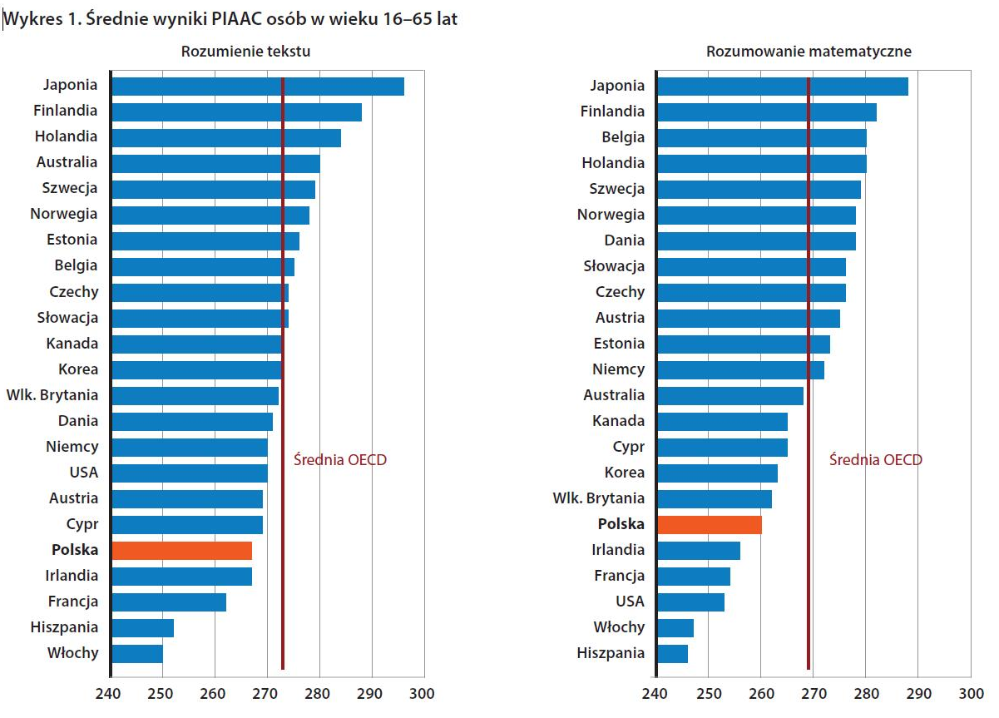 Wykres 1. Średnie wyniki PIAAC osób w wieku 16–65 lat
Rozumienie tekstu
Japonia
Finlandia
Holandia
Australia
Szwecja
Norwegia
Estonia
Belgia
Czechy
Słowacja
Kanada
Korea
Wlk. Brytania
Dania
Niemcy
USA
Austria
Cypr
Polska
Irlandia
Francja
Hiszpania
Włochy
Średnia OECD
240 250 260 270 280 290 300
Rozumowanie matematyczne
Japonia
Finlandia
Belgia
Holandia
Szwecja
Norwegia
Dania
Słowacja
Czechy
Austria
Estonia
Niemcy
Australia
Kanada
Cypr
Korea
Wlk. Brytania
Polska
Irlandia
Francja
USA
Włochy
Hiszpania
Średnia OECD
240 250 260 270 280 290 300